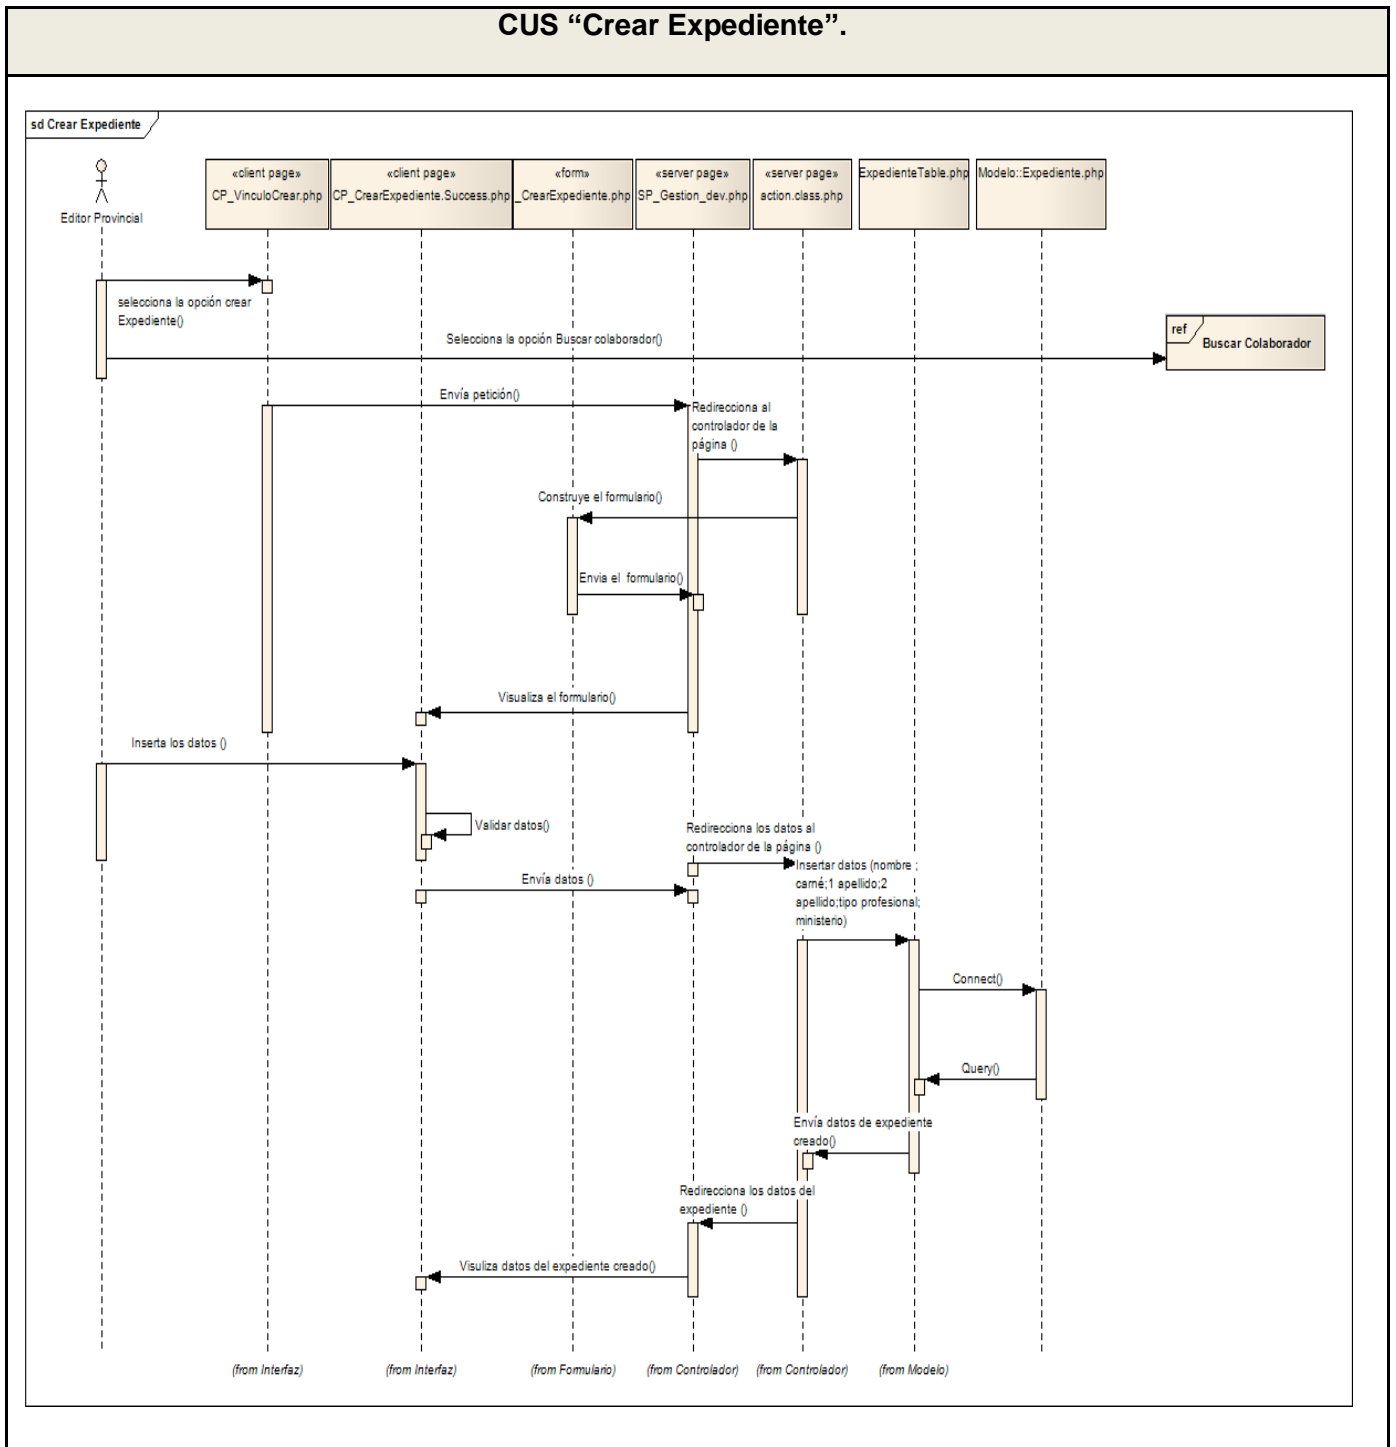 CUS “Crear Expediente”.
sd Crear Expediente
Editor Provincial
«client page»
CP_VinculoCrear.php
«client page»
CP_CrearExpediente.Success.php
«form»
_CrearExpediente.php
«server page»
SP_Gestion_dev.php
«server page»
action.class.php
ExpedienteTable.php
Modelo::Expediente.php
selecciona la opción crear
Expediente()
ref
Buscar Colaborador
Selecciona la opción Buscar colaborador()
Envía petición()
Redirecciona al
controlador de la
página ()
Construye el formulario()
Envia el formulario()
Visualiza el formulario()
Inserta los datos ()
Validar datos()
Redirecciona los datos al
controlador de la página ()
Envía datos ()
Insertar datos (nombre ;
carné;1 apellido;2
apellido;tipo profesional;
ministerio)
Connect()
Query()
Envía datos de expediente
creado()
Redirecciona los datos del
expediente ()
Visuliza datos del expediente creado()
(from Interfaz)
(from Interfaz)
(from Formulario)
(from Controlador)
(from Controlador)
(from Modelo)